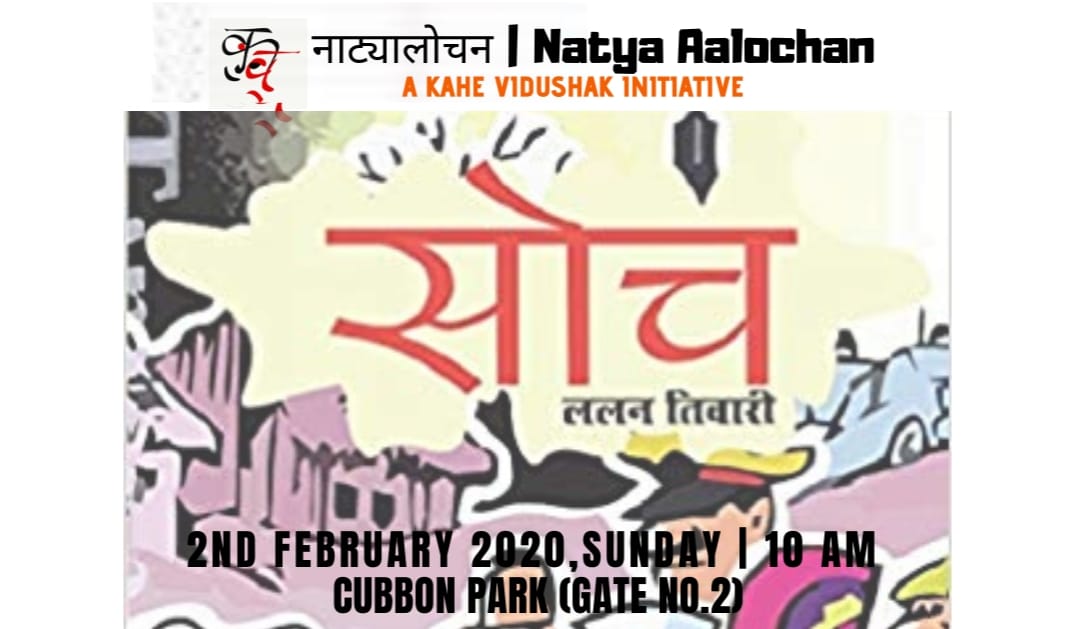 नाट्यालोचन | Natya Aalochan
A KAHE VIDUSHAK INITIATIVE
सोच
ललन तिवारी
2ND FEBRUARY 2020,SUNDAY | 10 AM
CUBBON PARK (GATE NO.2)